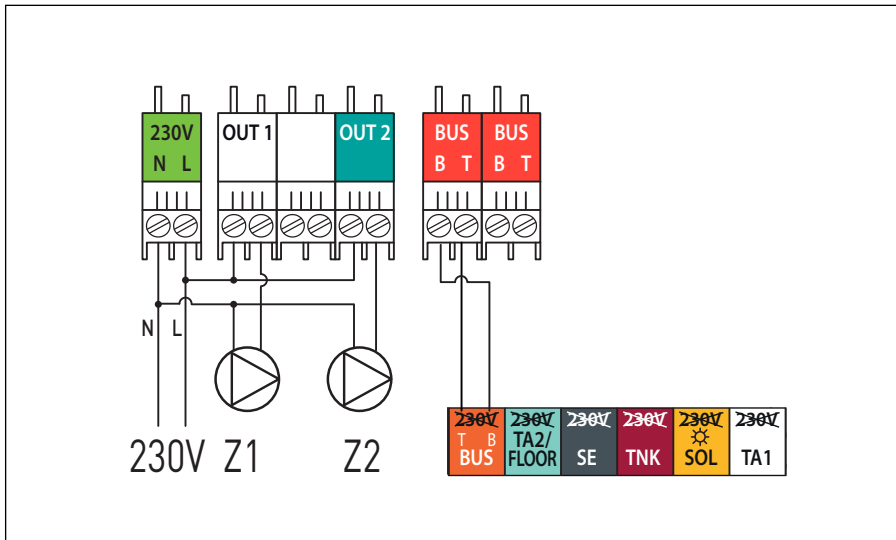 230V
N L
OUT 1
OUT 2
BUS
B T
BUS
B T
N L
230V Z1 Z2
230V
T B
BUS
230V
TA2/
FLOOR
230V
SE
230V
TNK
230V
SOL
230V
TA1